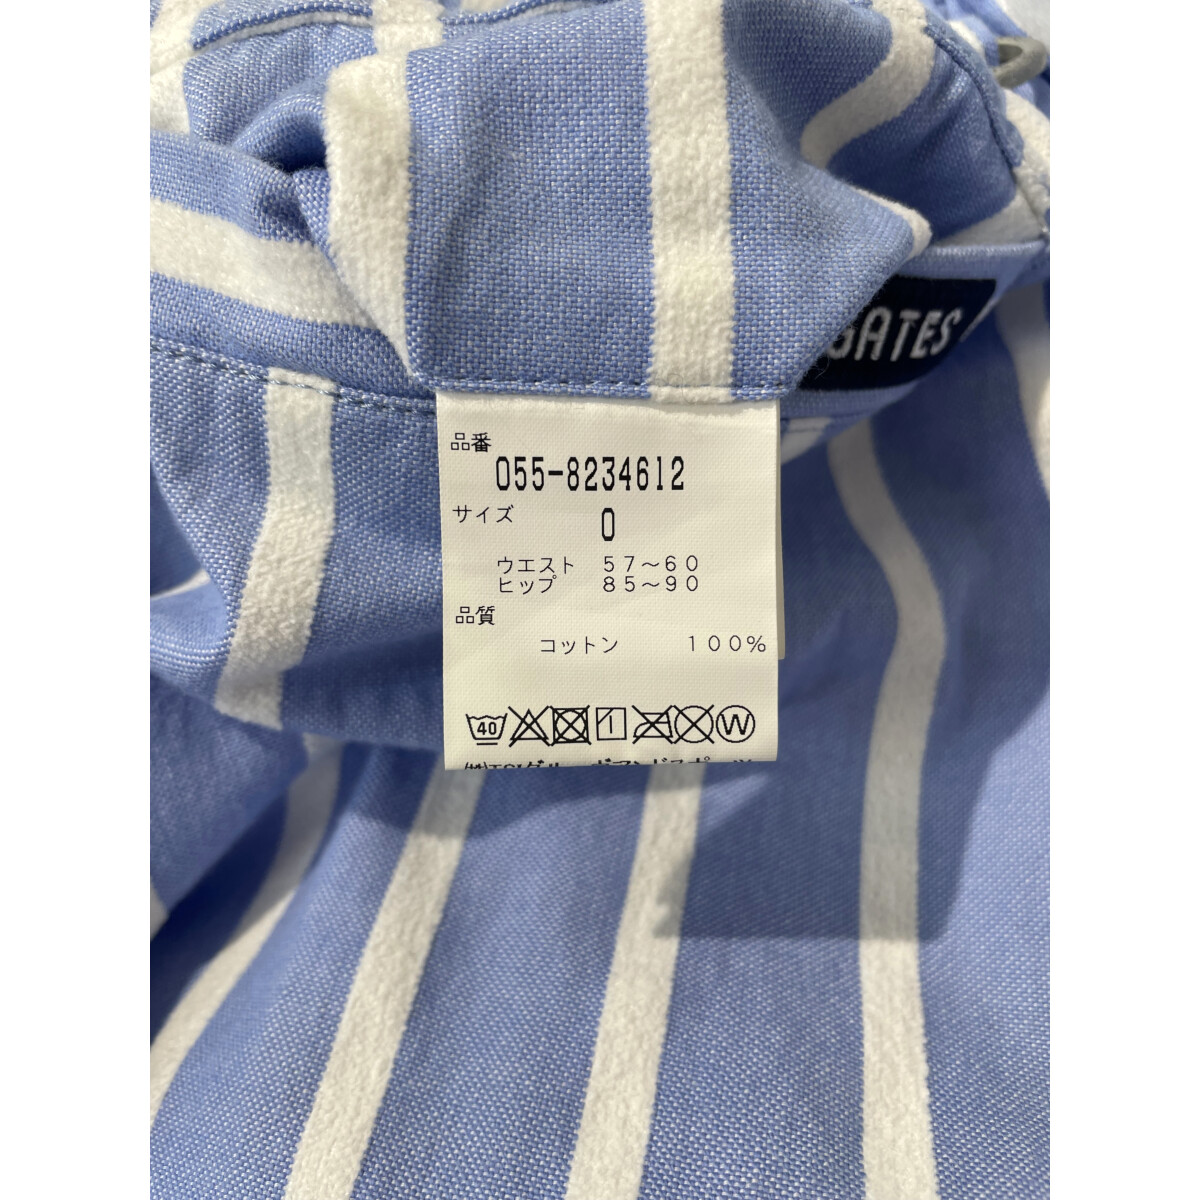 GATES
品番
055-8234612
サイズ 0
ウエスト 57～60
ヒップ 85～90
品質
コットン 100%
40
W